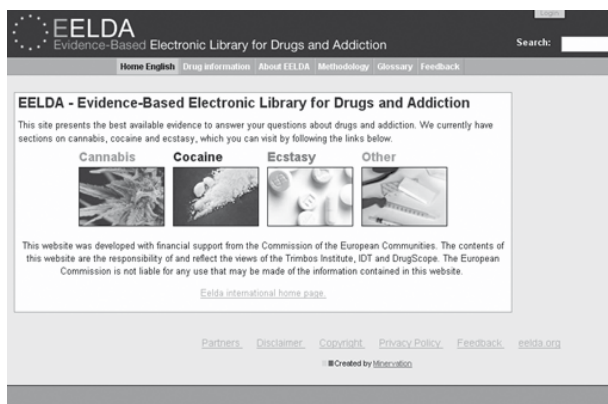 Login
EELDA
Evidence-Based Electronic Library for Drugs and Addiction
Search:
Home English Drug information About EELDA Methodology Glossary Feedback
EELDA - Evidence-Based Electronic Library for Drugs and Addiction
This site presents the best available evidence to answer your questions about drugs and addiction. We currently have
sections on cannabis, cocaine and ecstasy, which you can visit by following the links below.
Cannabis Cocaine Ecstasy Other
This website was developed with financial support from the Commission of the European Communities. The contents of
this website are the responsibility of and reflect the views of the Trimbos Institute, IDT and DrugScope. The European
Commission is not liable for any use that may be made of the information contained in this website.
Eelda international home page.
Partners Disclaimer Copyright Privacy Policy Feedback eelda.org
Created by Minervation